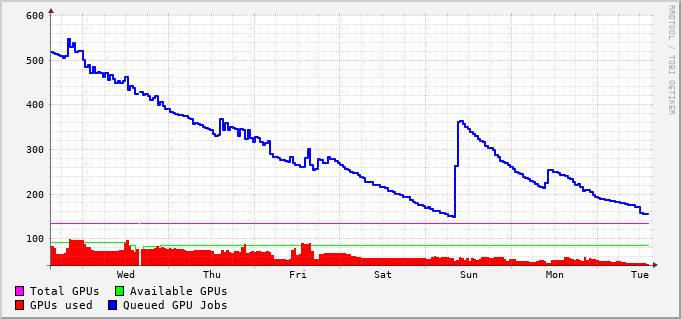 600
500
400
300
200
100
Wed Thu Fri Sat Sun Mon Tue
Total GPUs Available GPUs
GPUs used Queued GPU Jobs
RRDTOOL / TOBI OETIKER